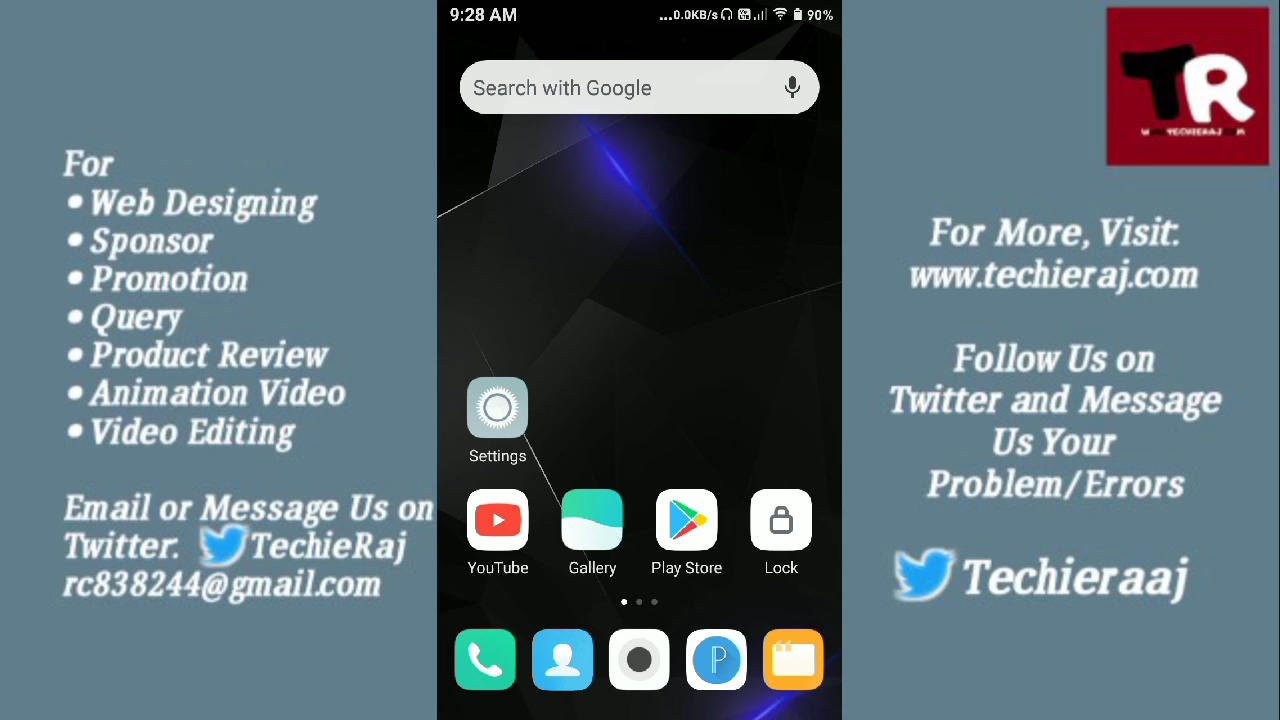 For
• Web Designing
• Sponsor
• Promotion
• Query
• Product Review
• Animation Video
• Video Editing
Email or Message Us on
Twitter. TechieRaj
rc838244@gmail.com
9:28 AM
...0.0KB/s 90%
Search with Google
Settings
YouTube Gallery Play Store Lock
P
TR
For More, Visit:
www.techieraj.com
Follow Us on
Twitter and Message
Us Your
Problem/Errors
Techieraaj